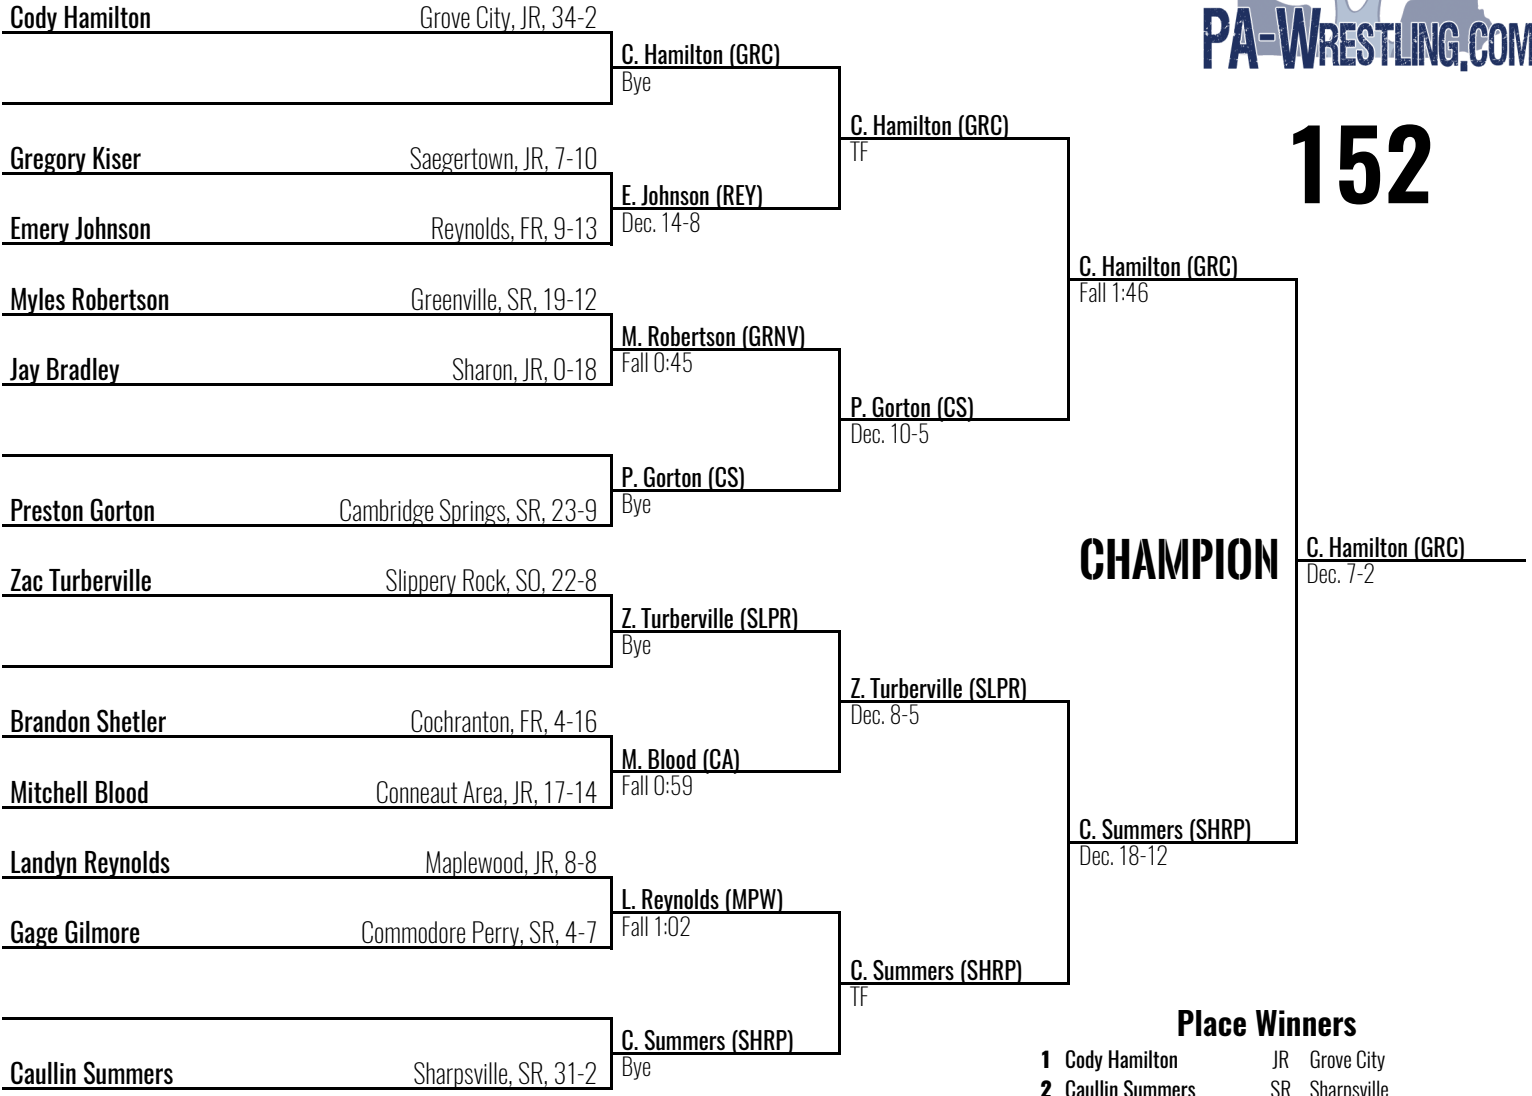 Cody Hamilton Grove City, JR, 34-2
PA-WRESTLING.COM
C. Hamilton (GRC)
Bye
C. Hamilton (GRC)
TF
152
Gregory Kiser Saegertown, JR, 7-10
E. Johnson (REY)
Dec. 14-8
Emery Johnson Reynolds, FR, 9-13
C. Hamilton (GRC)
Fall 1:46
Myles Robertson Greenville, SR, 19-12
M. Robertson (GRNV)
Fall 0:45
Jay Bradley Sharon, JR, 0-18
P. Gorton (CS)
Dec. 10-5
P. Gorton (CS)
Bye
Preston Gorton Cambridge Springs, SR, 23-9
CHAMPION
C. Hamilton (GRC)
Dec. 7-2
Zac Turberville Slippery Rock, SO, 22-8
Z. Turberville (SLPR)
Bye
Z. Turberville (SLPR)
Dec. 8-5
Brandon Shetler Cochranton, FR, 4-16
M. Blood (CA)
Fall 0:59
Mitchell Blood Conneaut Area, JR, 17-14
C. Summers (SHRP)
Dec. 18-12
Landyn Reynolds Maplewood, JR, 8-8
L. Reynolds (MPW)
Fall 1:02
Gage Gilmore Commodore Perry, SR, 4-7
C. Summers (SHRP)
TF
C. Summers (SHRP)
Bye
Caullin Summers Sharpsville, SR, 31-2
Place Winners
1 Cody Hamilton JR Grove City
2 Caullin Summers SR Sharpsville